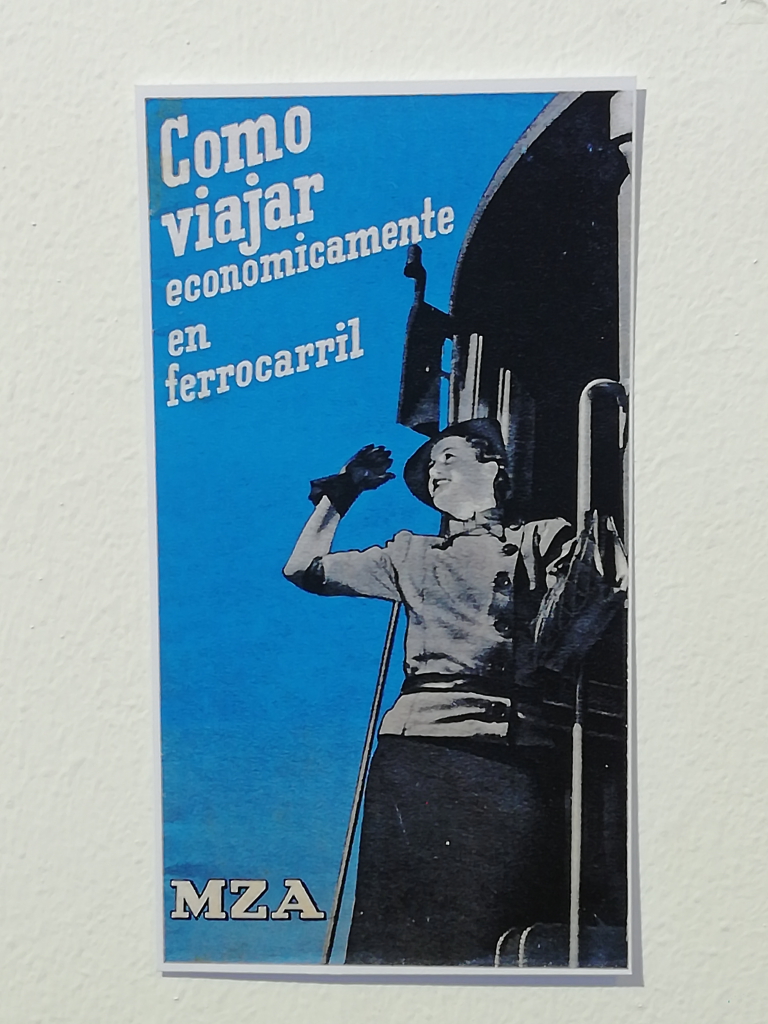 Como
viajar
economicamente
en
ferrocarril
MZA